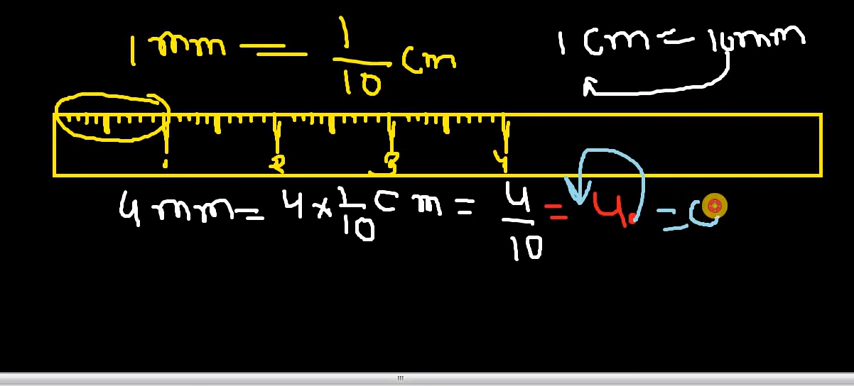 1 mm = 1/10 cm
1 cm = 10mm
1 2 3 4
4 mm = 4 × 1/10 cm = 4/10 = 4. = 0